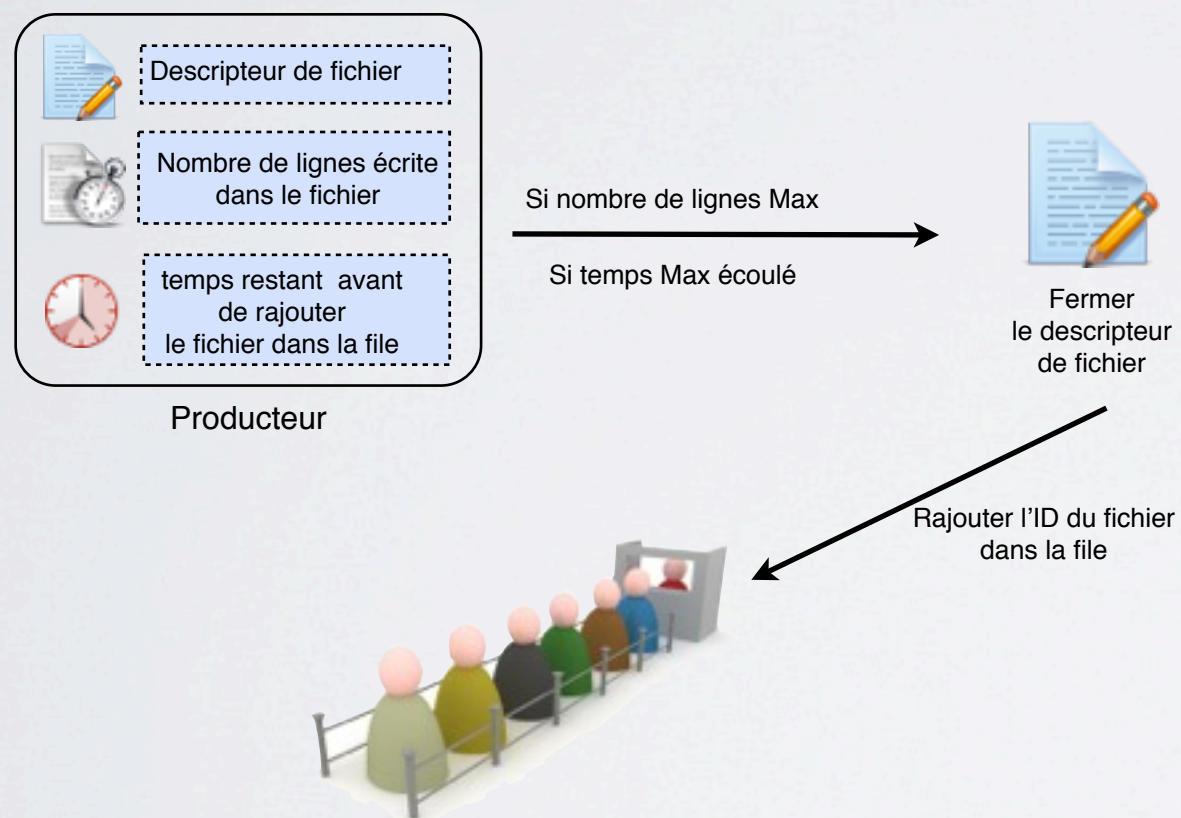 Descripteur de fichier
Nombre de lignes écrite
dans le fichier
temps restant avant
de rajouter
le fichier dans la file
Producteur
Si nombre de lignes Max
Si temps Max écoulé
Fermer
le descripteur
de fichier
Rajouter l'ID du fichier
dans la file